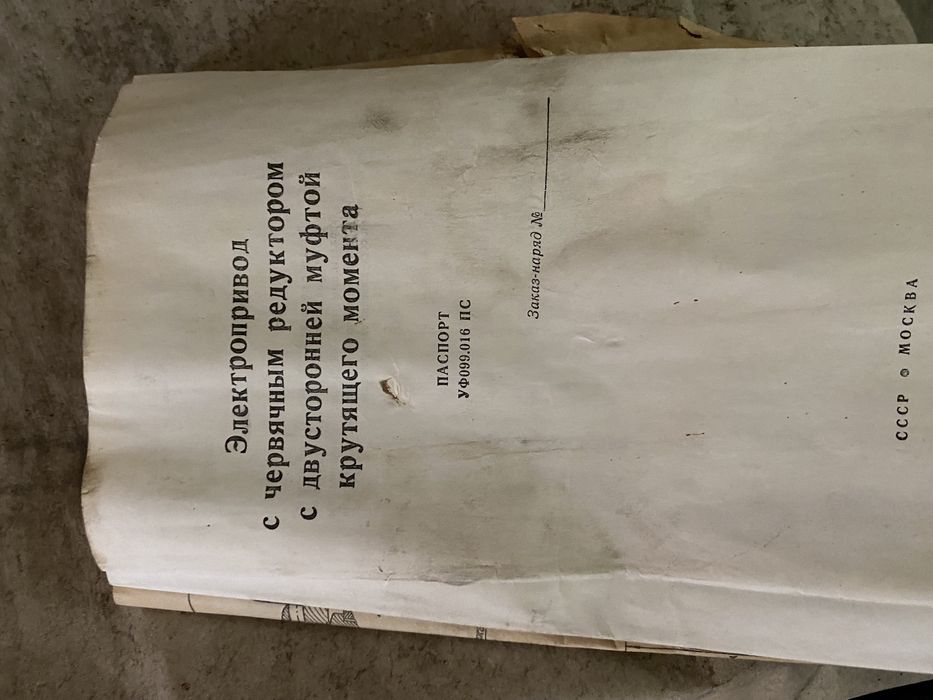 Электропривод
с червячным редуктором
с двусторонней муфтой
крутящего момента
ПАСПОРТ
УФ099.016 ПС
Заказ-наряд №
СССР МОСКВА